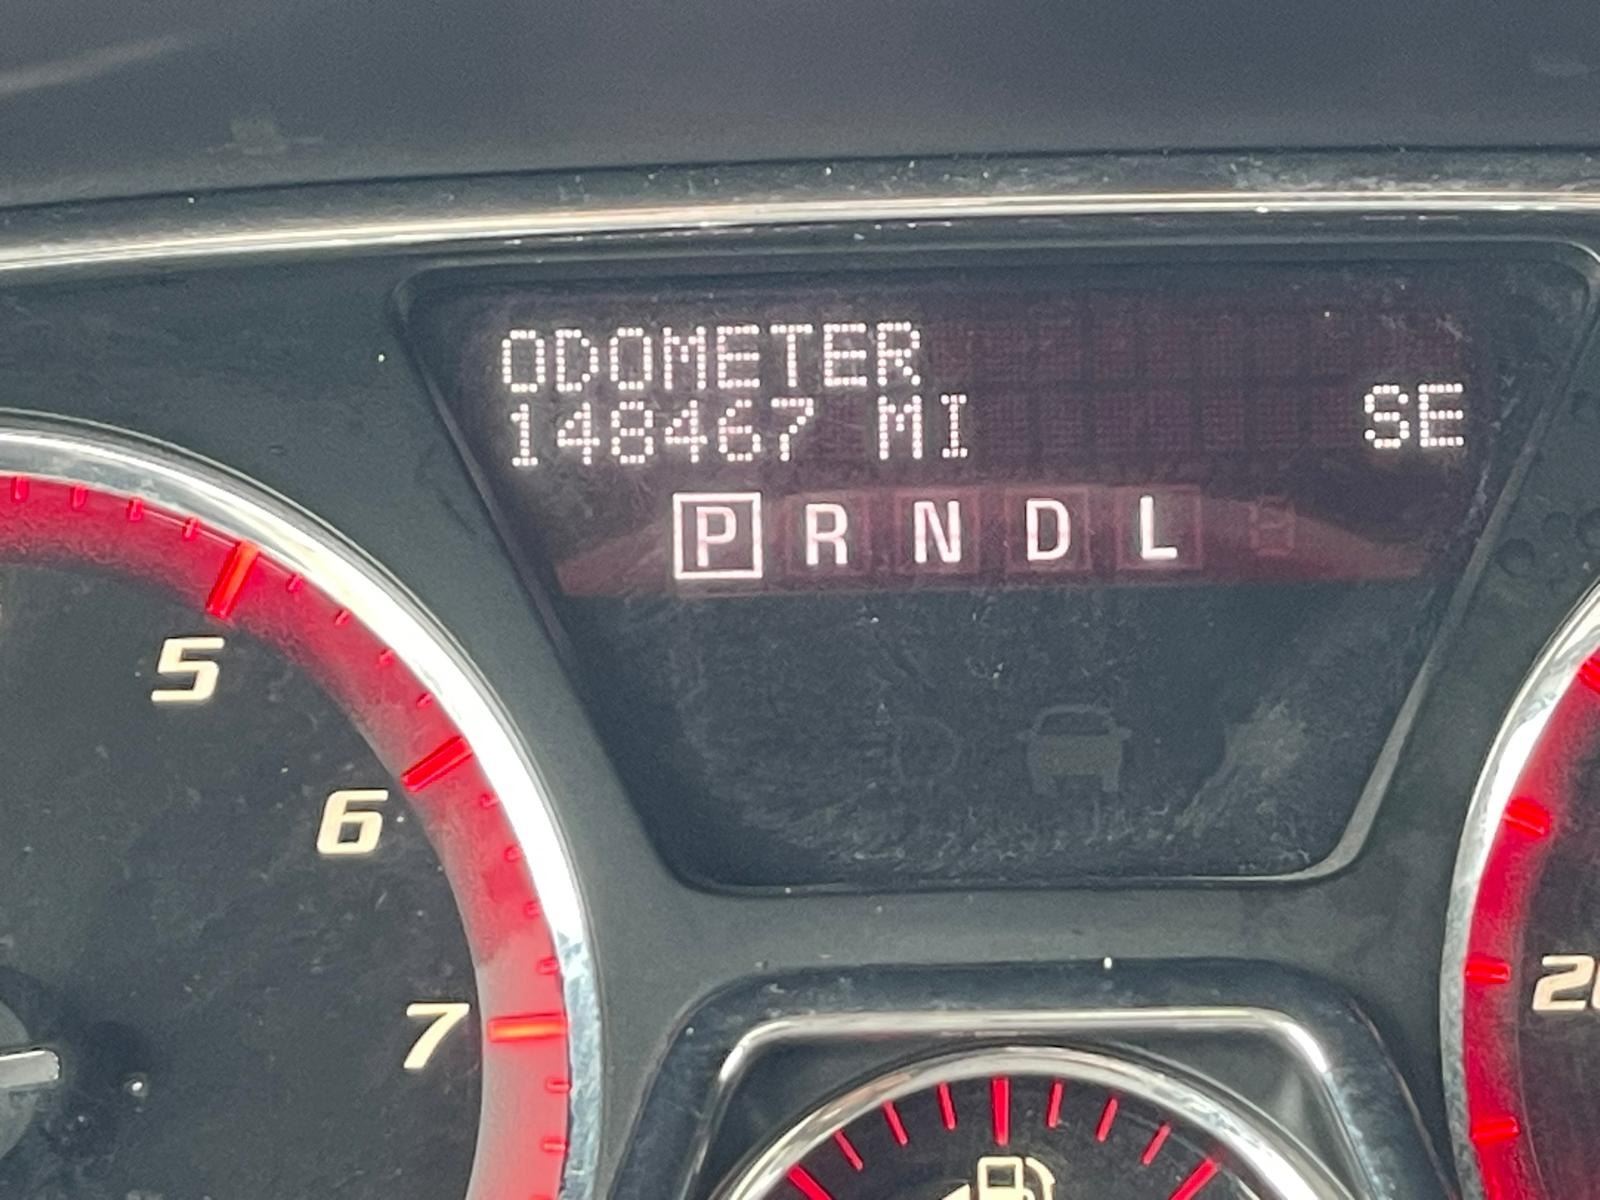 ODOMETER
148467 MI SE
P R N D L
5
6
7